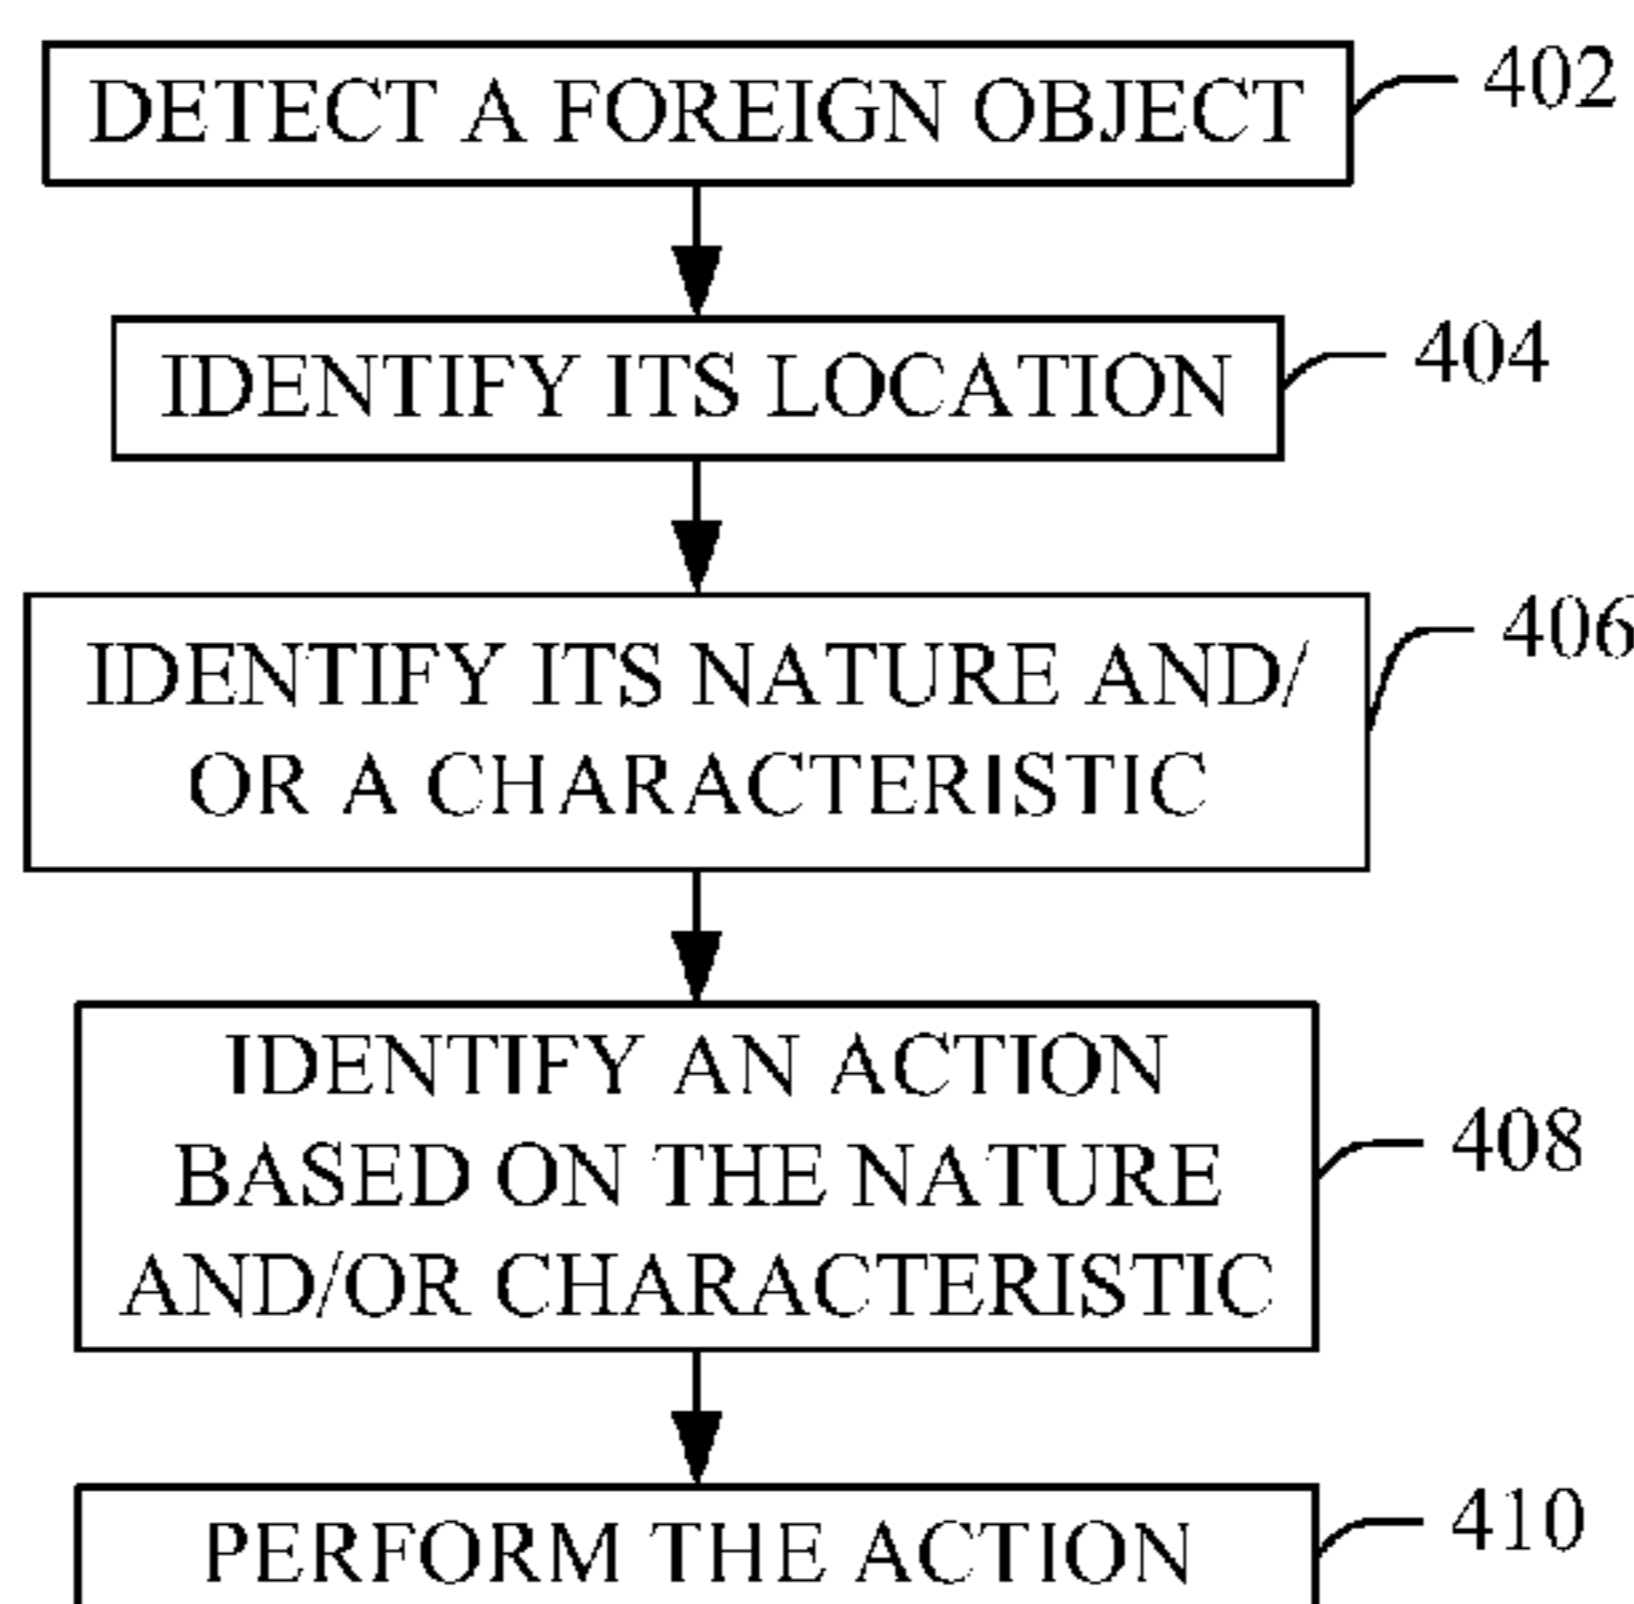 DETECT A FOREIGN OBJECT
402
IDENTIFY ITS LOCATION
404
IDENTIFY ITS NATURE AND/
OR A CHARACTERISTIC
406
IDENTIFY AN ACTION
BASED ON THE NATURE
AND/OR CHARACTERISTIC
408
PERFORM THE ACTION
410